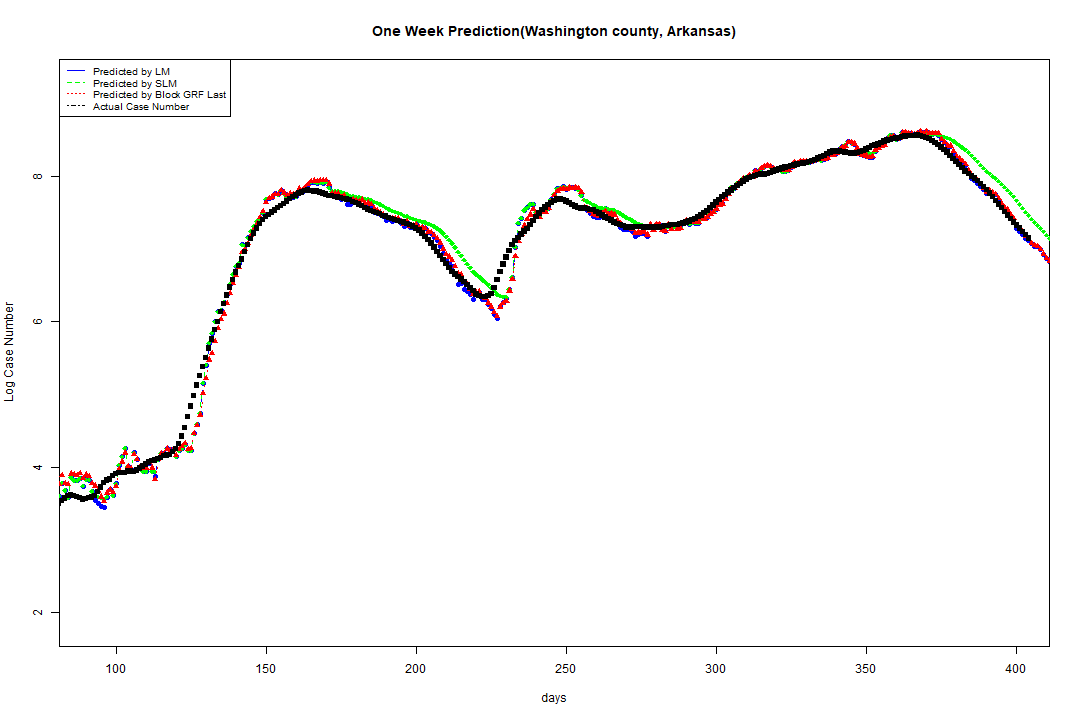 One Week Prediction(Washington county, Arkansas)
Predicted by LM
Predicted by SLM
Predicted by Block GRF Last
Actual Case Number
8
6
4
2
Log Case Number
100 150 200 250 300 350 400
days